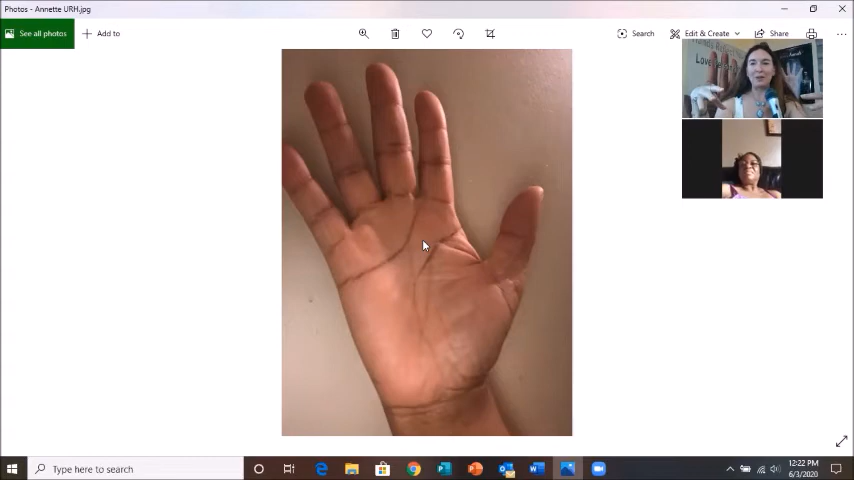 Photos - Annette URH.jpg
See all photos
Add to
Search
Edit & Create
Share
Type here to search
12:22 PM
6/3/2020